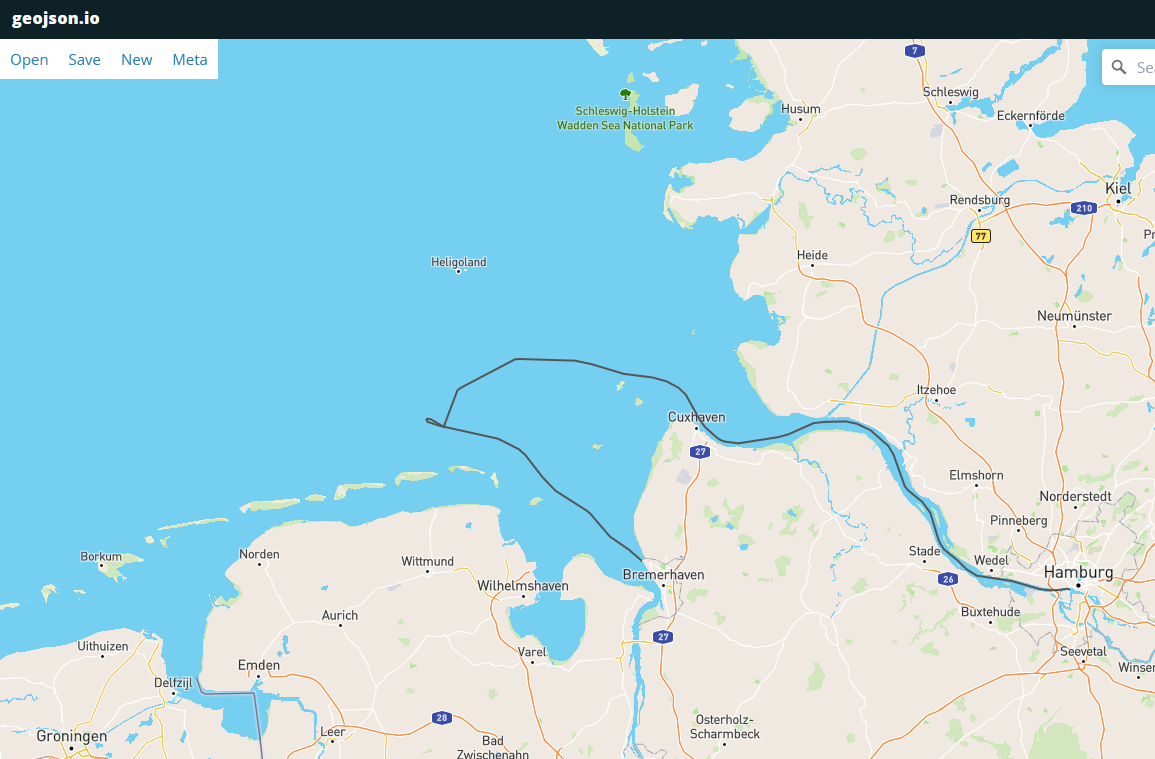 geojson.io
Open Save New Meta
7
Sea
Schleswig-Holstein
Wadden Sea National Park
Husum
Schleswig
Eckernförde
Kiel
Rendsburg
210
77
Pr
Heide
Heligoland
Neumünster
Itzehoe
Cuxhaven
27
Elmshorn
Norderstedt
Pinneberg
Borkum
Norden
Wittmund
Stade
Wedel
Hamburg
Bremerhaven
26
Wilhelmshaven
Aurich
Buxtehude
27
Uithuizen
Varel
Seevetal
Emden
Winser
Delfzijl
28
Osterholz-
Scharmbeck
Leer
Groningen
Bad
Zwischenahn